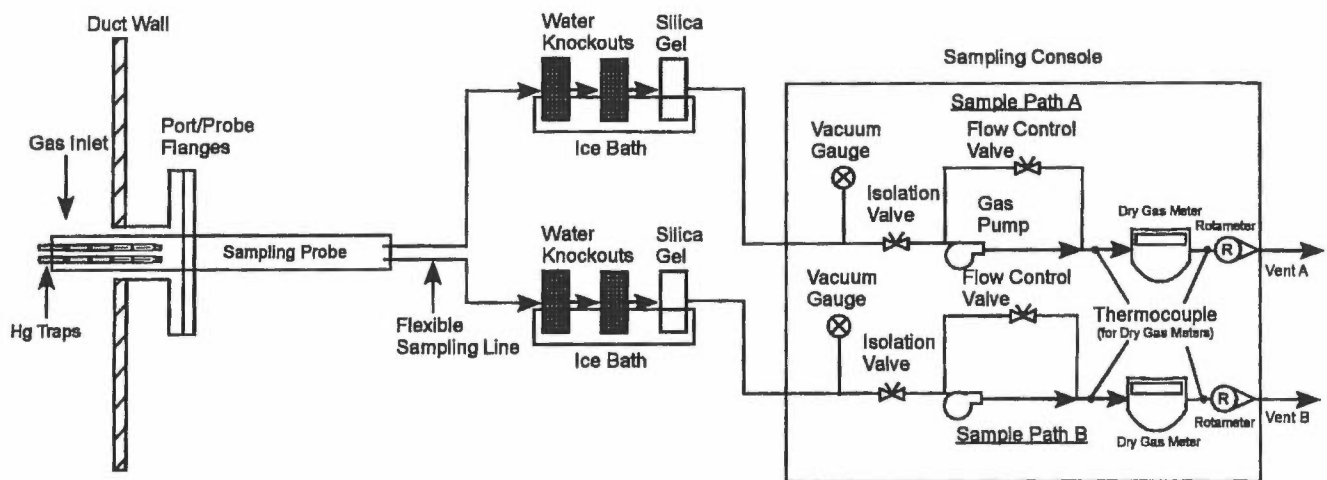 Duct Wall
Gas Inlet
Port/Probe
Flanges
Sampling Probe
Hg Traps
Flexible
Sampling Line
Water
Knockouts
Silica
Gel
Ice Bath
Water
Knockouts
Silica
Gel
Ice Bath
Sampling Console
Sample Path A
Vacuum
Gauge
Flow Control
Valve
Isolation
Valve
Gas
Pump
Dry Gas Meter
Rotameter
R
Vent A
Vacuum
Gauge
Flow Control
Valve
Thermocouple
(for Dry Gas Meters)
Isolation
Valve
R
Rotameter
Vent B
Sample Path B
Dry Gas Meter